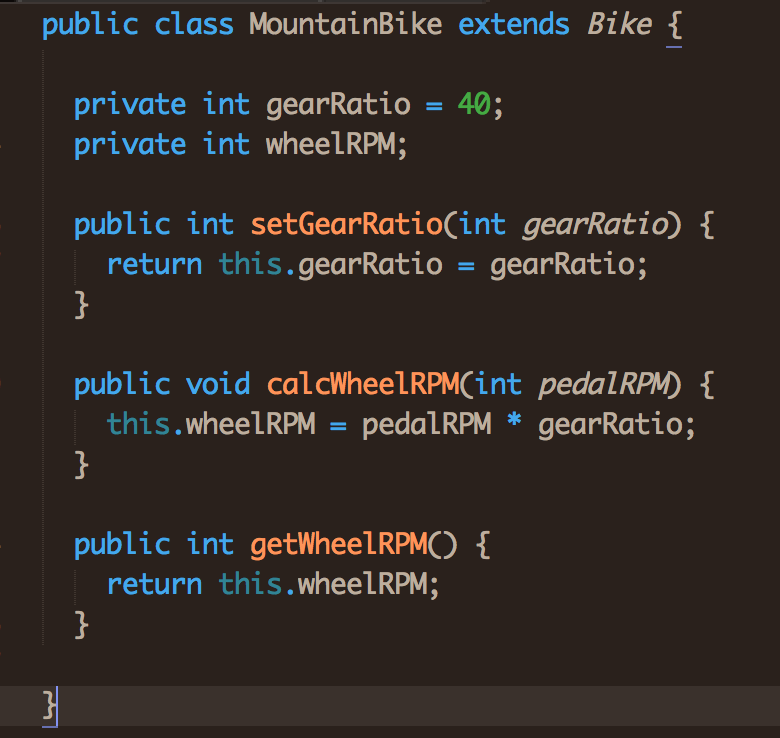 public class MountainBike extends Bike {
private int gearRatio = 40;
private int wheelRPM;
public int setGearRatio(int gearRatio) {
return this.gearRatio = gearRatio;
}
public void calcWheelRPM(int pedalRPM) {
this.wheelRPM = pedalRPM * gearRatio;
}
public int getWheelRPM() {
return this.wheelRPM;
}
}